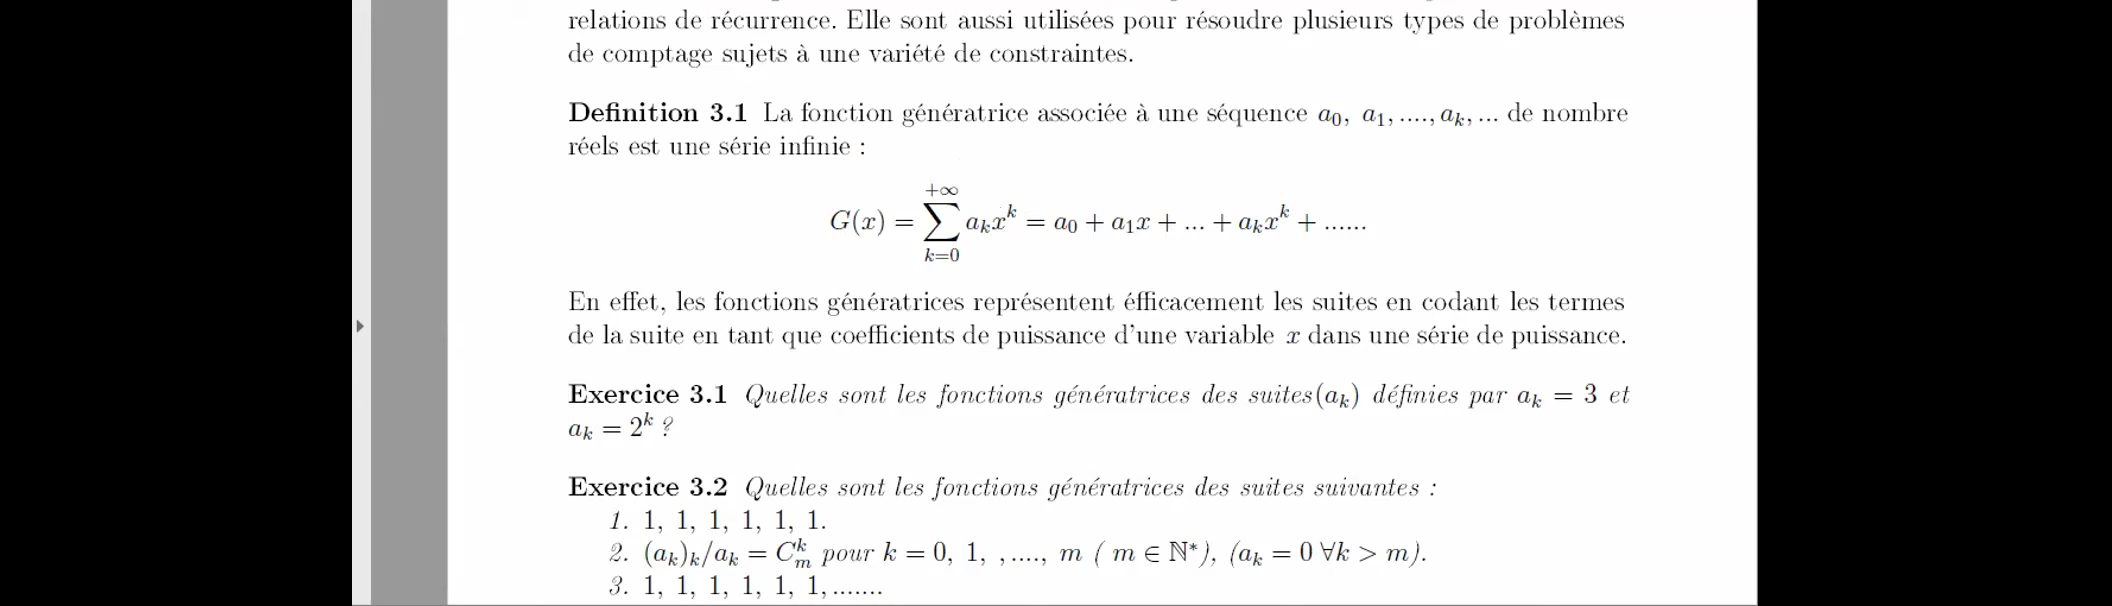 relations de récurrence. Elle sont aussi utilisées pour résoudre plusieurs types de problèmes
de comptage sujets à une variété de constraintes.
Definition 3.1 La fonction génératrice associée à une séquence a₀, a₁, ...., aₖ, ... de nombre
réels est une série infinie :
G(x) = ∑_{k=0}^{+∞} aₖxᵏ = a₀ + a₁x + ... + aₖxᵏ + ......
En effet, les fonctions génératrices représentent éfficacement les suites en codant les termes
de la suite en tant que coefficients de puissance d'une variable x dans une série de puissance.
Exercice 3.1 Quelles sont les fonctions génératrices des suites(aₖ) définies par aₖ = 3 et
aₖ = 2ᵏ ?
Exercice 3.2 Quelles sont les fonctions génératrices des suites suivantes :
1. 1, 1, 1, 1, 1, 1.
2. (aₖ)ₖ/aₖ = C_m^k pour k = 0, 1, ,...., m ( m ∈ ℕ*), (aₖ = 0 ∀k > m).
3. 1, 1, 1, 1, 1, 1, .......